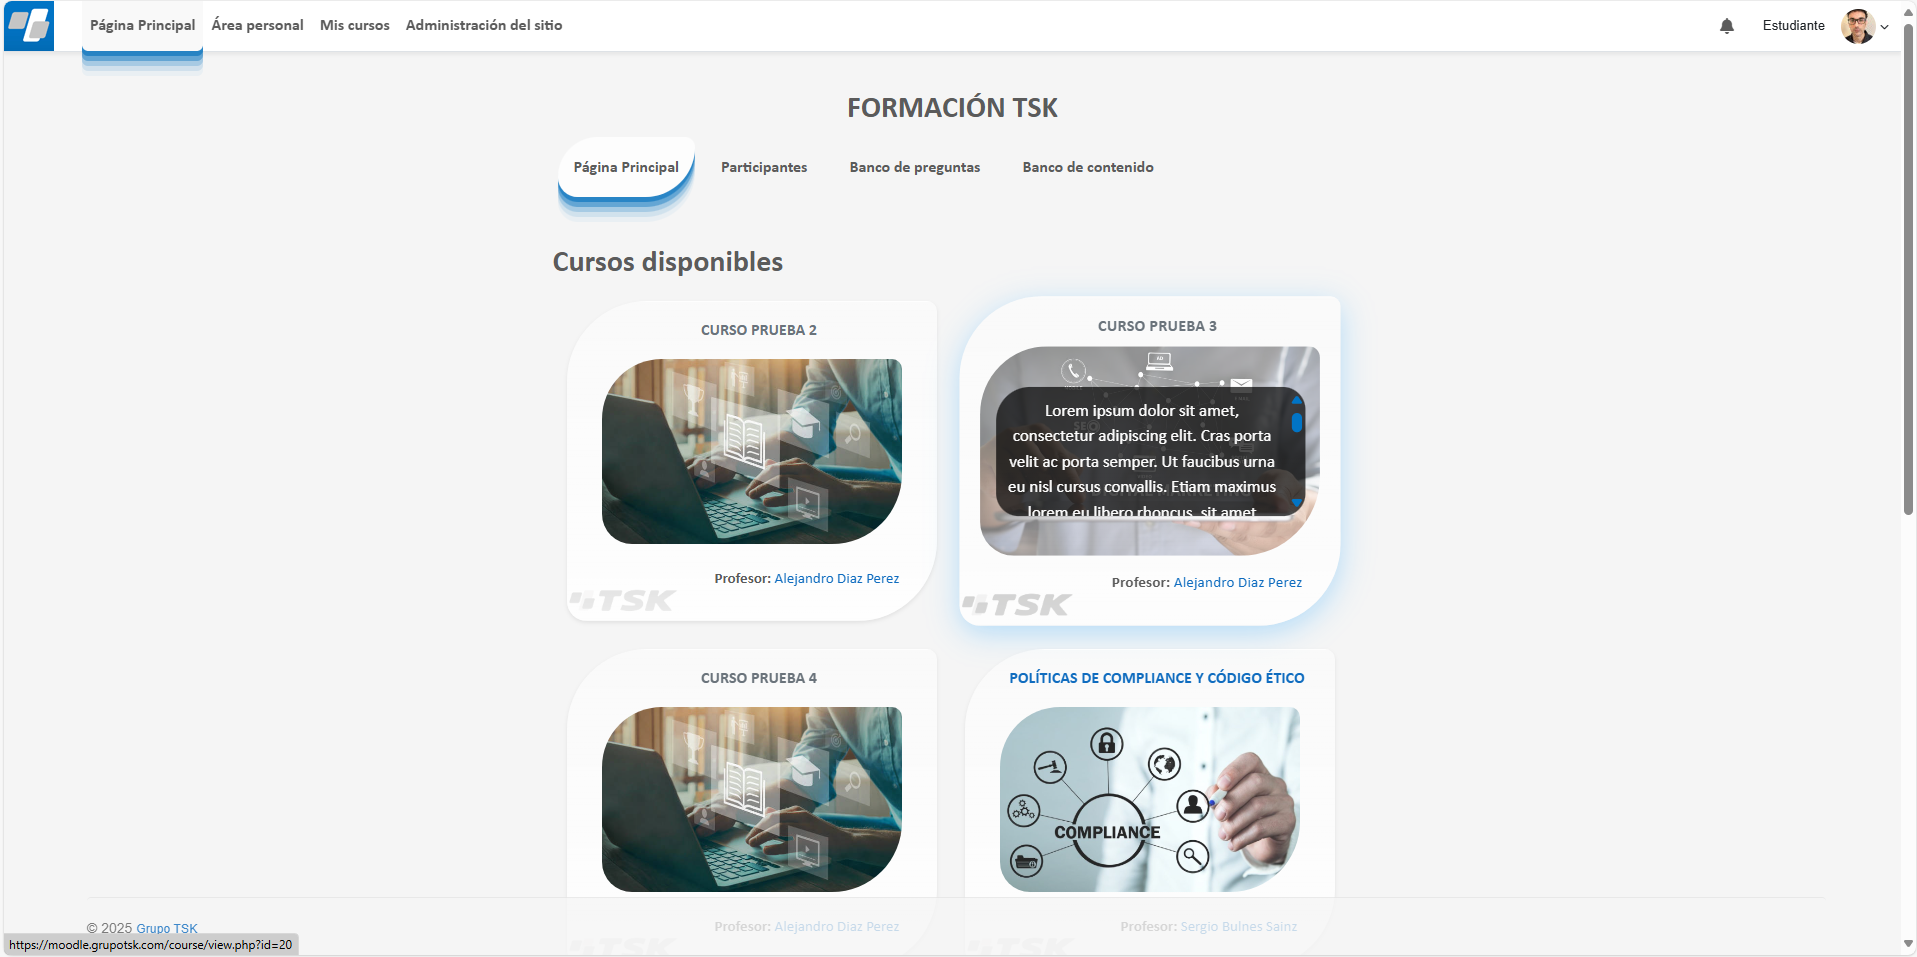 Página Principal Área personal Mis cursos Administración del sitio Estudiante
FORMACIÓN TSK
Página Principal Participantes Banco de preguntas Banco de contenido
Cursos disponibles
CURSO PRUEBA 2
Profesor: Alejandro Diaz Perez
TSK
CURSO PRUEBA 3
Lorem ipsum dolor sit amet,
consectetur adipiscing elit. Cras porta
velit ac porta semper. Ut faucibus urna
eu nisl cursus convallis. Etiam maximus
lorem eu libero rhoncus, sit amet
Profesor: Alejandro Diaz Perez
TSK
CURSO PRUEBA 4
Profesor: Alejandro Diaz Perez
TSK
POLÍTICAS DE COMPLIANCE Y CÓDIGO ÉTICO
COMPLIANCE
Profesor: Sergio Bulnes Sainz
TSK
© 2025 Grupo TSK
https://moodle.grupotsk.com/course/view.php?id=20